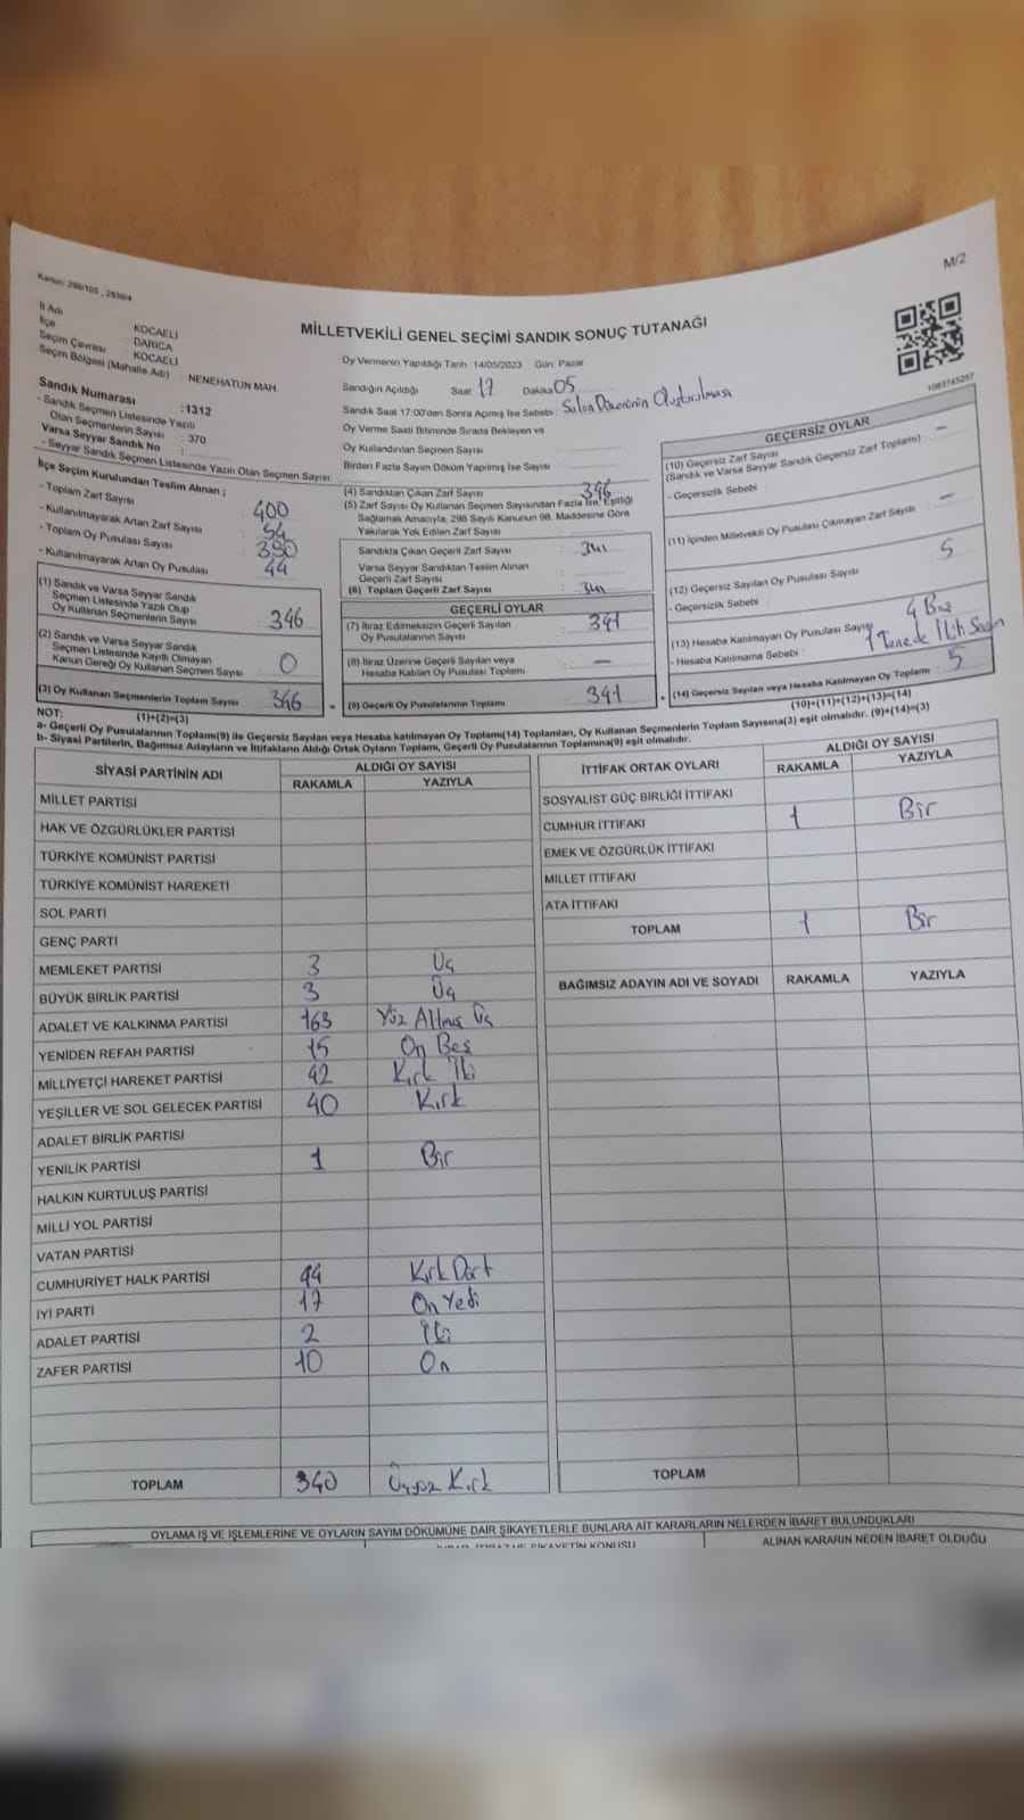 M/2
İl Adı : KOCAELİ
İlçe : DARICA
Seçim Çevresi : KOCAELİ
Seçim Bölgesi (Mahalle Adı) : NENEHATUN MAH.
MİLLETVEKİLİ GENEL SEÇİMİ SANDIK SONUÇ TUTANAĞI
Oy Vermenin Yapıldığı Tarih : 14/05/2023 Gün: Pazar
Sandığın Açıldığı Saat: 17 Dakika: 05
Sandık Saat 17:00'den Sonra Açılmış İse Sebebi : Salon Düzeninin Oluşturulması
Oy Verme Saati Bitiminde Sırada Bekleyen ve
Oy Kullandırılan Seçmen Sayısı
Birden Fazla Sayım Döküm Yapılmış İse Sayısı
Sandık Numarası :1312
- Sandık Seçmen Listesinde Yazılı
Olan Seçmenlerin Sayısı : 370
Varsa Seyyar Sandık No :
- Seyyar Sandık Seçmen Listesinde Yazılı Olan Seçmen Sayısı
İlçe Seçim Kurulundan Teslim Alınan ;
- Toplam Zarf Sayısı 400
- Kullanılmayarak Artan Zarf Sayısı 54
- Toplam Oy Pusulası Sayısı 390
- Kullanılmayarak Artan Oy Pusulası 44
(1) Sandık ve Varsa Seyyar Sandık
Seçmen Listesinde Yazılı Olup
Oy Kullanan Seçmenlerin Sayısı 346
(2) Sandık ve Varsa Seyyar Sandık
Seçmen Listesinde Kayıtlı Olmayan
Kanun Gereği Oy Kullanan Seçmen Sayısı 0
(3) Oy Kullanan Seçmenlerin Toplam Sayısı 346
(1)+(2)=(3)
(4) Sandıktan Çıkan Zarf Sayısı 346
(5) Zarf Sayısı Oy Kullanan Seçmen Sayısından Fazla İse, Eşitliği
Sağlamak Amacıyla, 298 Sayılı Kanunun 98. Maddesine Göre
Yakılarak Yok Edilen Zarf Sayısı
Sandıkta Çıkan Geçerli Zarf Sayısı : 341
Varsa Seyyar Sandıktan Teslim Alınan
Geçerli Zarf Sayısı :
(6) Toplam Geçerli Zarf Sayısı : 341
GEÇERLİ OYLAR
(7) İtiraz Edilmeksizin Geçerli Sayılan
Oy Pusulalarının Sayısı : 341
(8) İtiraz Üzerine Geçerli Sayılan veya
Hesaba Katılan Oy Pusulası Toplamı : —
(9) Geçerli Oy Pusulalarının Toplamı 341
GEÇERSİZ OYLAR
(10) Geçersiz Zarf Sayısı —
(Sandık ve Varsa Seyyar Sandık Geçersiz Zarf Toplamı)
- Geçersizlik Sebebi :
(11) İçinden Milletvekili Oy Pusulası Çıkmayan Zarf Sayısı —
(12) Geçersiz Sayılan Oy Pusulası Sayısı 5
- Geçersizlik Sebebi :
(13) Hesaba Katılmayan Oy Pusulası Sayısı
- Hesaba Katılmama Sebebi :
(14) Geçersiz Sayılan veya Hesaba Katılmayan Oy Toplamı : 5
(10)+(11)+(12)+(13)=(14)
NOT:
a- Geçerli Oy Pusulalarının Toplamı(9) ile Geçersiz Sayılan veya Hesaba katılmayan Oy Toplamı(14) Toplamları, Oy Kullanan Seçmenlerin Toplam Sayısına(3) eşit olmalıdır. (9)+(14)=(3)
b- Siyasi Partilerin, Bağımsız Adayların ve İttifakların Aldığı Ortak Oyların Toplamı, Geçerli Oy Pusulalarının Toplamına(9) eşit olmalıdır.
SİYASİ PARTİNİN ADI ALDIĞI OY SAYISI
RAKAMLA YAZIYLA
MİLLET PARTİSİ
HAK VE ÖZGÜRLÜKLER PARTİSİ
TÜRKİYE KOMÜNİST PARTİSİ
TÜRKİYE KOMÜNİST HAREKETİ
SOL PARTİ
GENÇ PARTİ
MEMLEKET PARTİSİ 3 Üç
BÜYÜK BİRLİK PARTİSİ 3 Üç
ADALET VE KALKINMA PARTİSİ 163 Yüz Altmış Üç
YENİDEN REFAH PARTİSİ 15 On Beş
MİLLİYETÇİ HAREKET PARTİSİ 42 Kırk İki
YEŞİLLER VE SOL GELECEK PARTİSİ 40 Kırk
ADALET BİRLİK PARTİSİ
YENİLİK PARTİSİ 1 Bir
HALKIN KURTULUŞ PARTİSİ
MİLLİ YOL PARTİSİ
VATAN PARTİSİ
CUMHURİYET HALK PARTİSİ 44 Kırk Dört
İYİ PARTİ 17 On Yedi
ADALET PARTİSİ 2 İki
ZAFER PARTİSİ 10 On
TOPLAM 340 Üçyüz Kırk
İTTİFAK ORTAK OYLARI ALDIĞI OY SAYISI
RAKAMLA YAZIYLA
SOSYALİST GÜÇ BİRLİĞİ İTTİFAKI
CUMHUR İTTİFAKI 1 Bir
EMEK VE ÖZGÜRLÜK İTTİFAKI
MİLLET İTTİFAKI
ATA İTTİFAKI
TOPLAM 1 Bir
BAĞIMSIZ ADAYIN ADI VE SOYADI RAKAMLA YAZIYLA
TOPLAM
OYLAMA İŞ VE İŞLEMLERİNE VE OYLARIN SAYIM DÖKÜMÜNE DAİR ŞİKAYETLERLE BUNLARA AİT KARARLARIN NELERDEN İBARET BULUNDUKLARI
ALINAN KARARIN NEDEN İBARET OLDUĞU